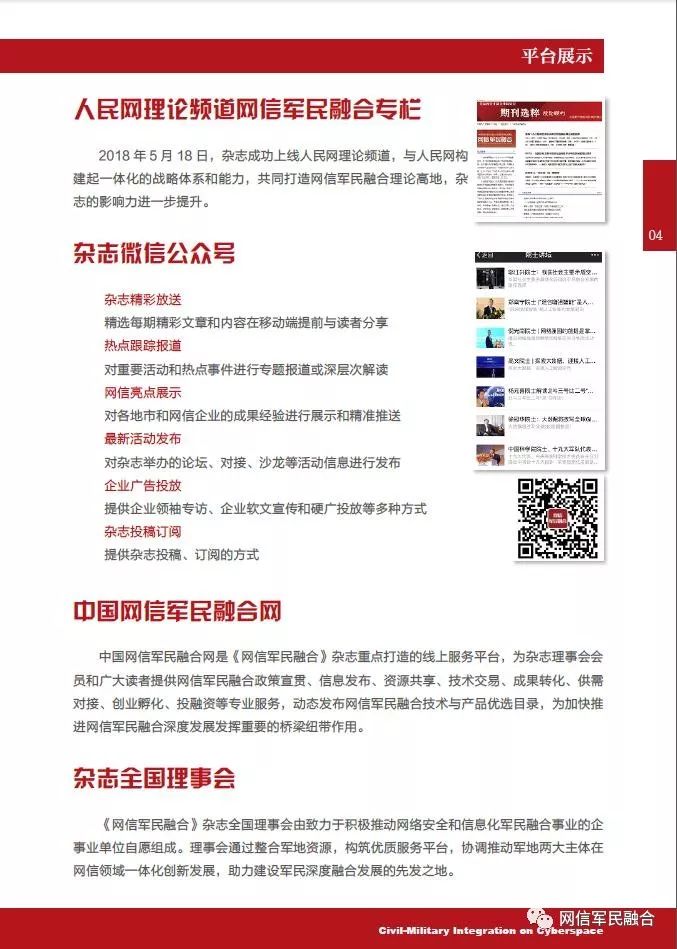 平台展示
人民网理论频道网信军民融合专栏
2018 年 5 月 18 日，杂志成功上线人民网理论频道，与人民网构
建起一体化的战略体系和能力，共同打造网信军民融合理论高地，杂
志的影响力进一步提升。
期刊选粹
04
杂志微信公众号
杂志精彩放送
精选每期精彩文章和内容在移动端提前与读者分享
热点跟踪报道
对重要活动和热点事件进行专题报道或深层次解读
网信亮点展示
对各地市和网信企业的成果经验进行展示和精准推送
最新活动发布
对杂志举办的论坛、对接、沙龙等活动信息进行发布
企业广告投放
提供企业领袖专访、企业软文宣传和硬广投放等多种方式
杂志投稿订阅
提供杂志投稿、订阅的方式
返回
院士讲坛
中国科学院院士、十九大军队代表...
中国网信军民融合网
中国网信军民融合网是《网信军民融合》杂志重点打造的线上服务平台，为杂志理事会会
员和广大读者提供网信军民融合政策宣贯、信息发布、资源共享、技术交易、成果转化、供需
对接、创业孵化、投融资等专业服务，动态发布网信军民融合技术与产品优选目录，为加快推
进网信军民融合深度发展发挥重要的桥梁纽带作用。
杂志全国理事会
《网信军民融合》杂志全国理事会由致力于积极推动网络安全和信息化军民融合事业的企
事业单位自愿组成。理事会通过整合军地资源，构筑优质服务平台，协调推动军地两大主体在
网信领域一体化创新发展，助力建设军民深度融合发展的先发之地。
网信军民融合
Civil-Military Integration on Cyberspace